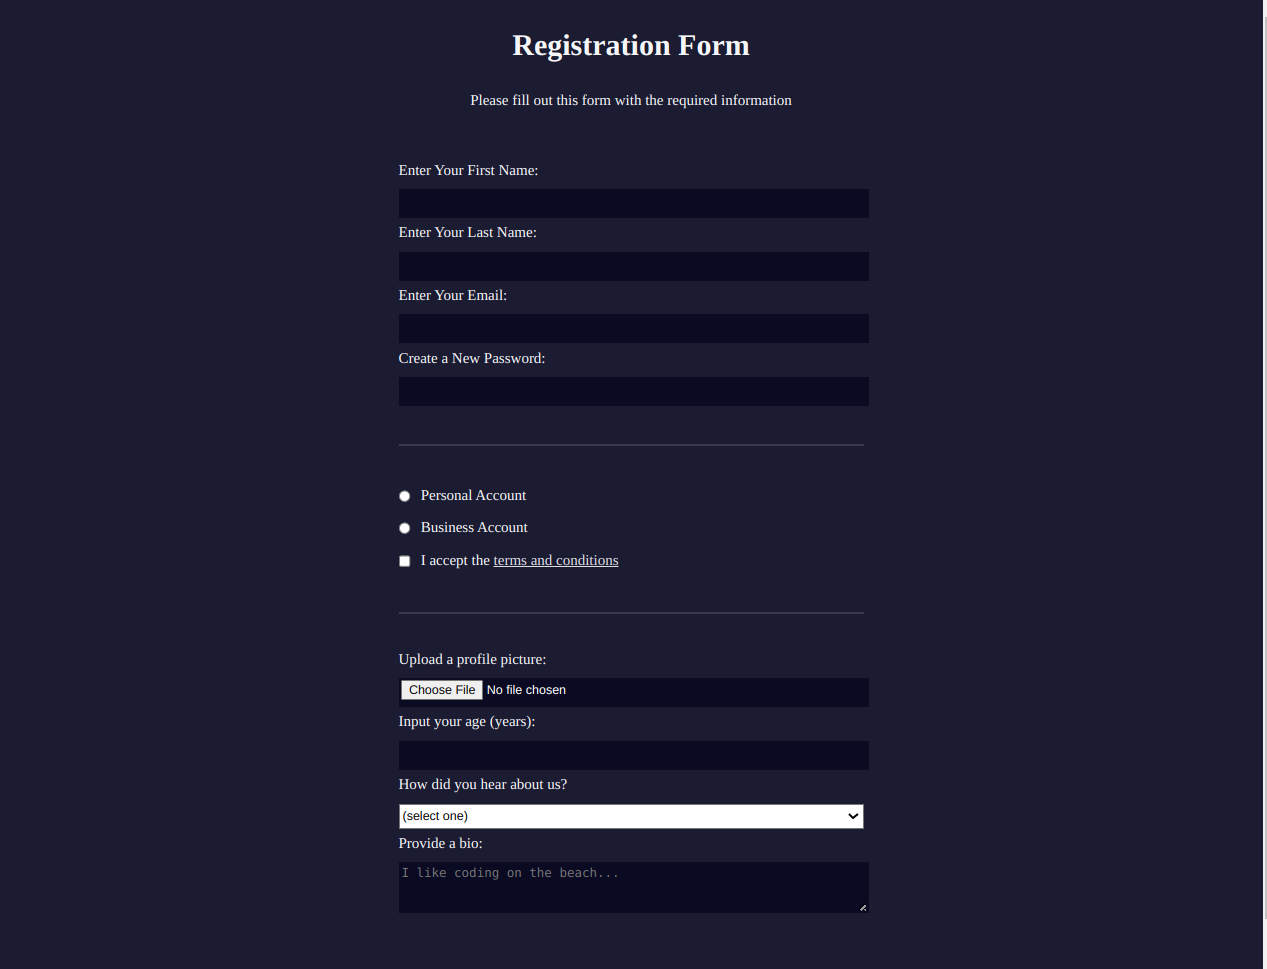 Registration Form
Please fill out this form with the required information
Enter Your First Name:
Enter Your Last Name:
Enter Your Email:
Create a New Password:
Personal Account
Business Account
I accept the terms and conditions
Upload a profile picture:
Choose File No file chosen
Input your age (years):
How did you hear about us?
(select one)
Provide a bio:
I like coding on the beach...